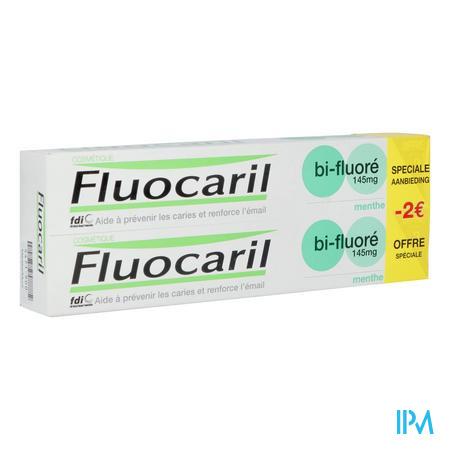 COSMÉTIQUE
Fluocaril
fdi Aide à prévenir les caries et renforce l'émail
bi-fluoré
145mg
menthe
COSMÉTIQUE
Fluocaril
fdi Aide à prévenir les caries et renforce l'émail
bi-fluoré
145mg
menthe
SPECIALE
AANBIEDING
-2€
OFFRE
SPÉCIALE
IPM